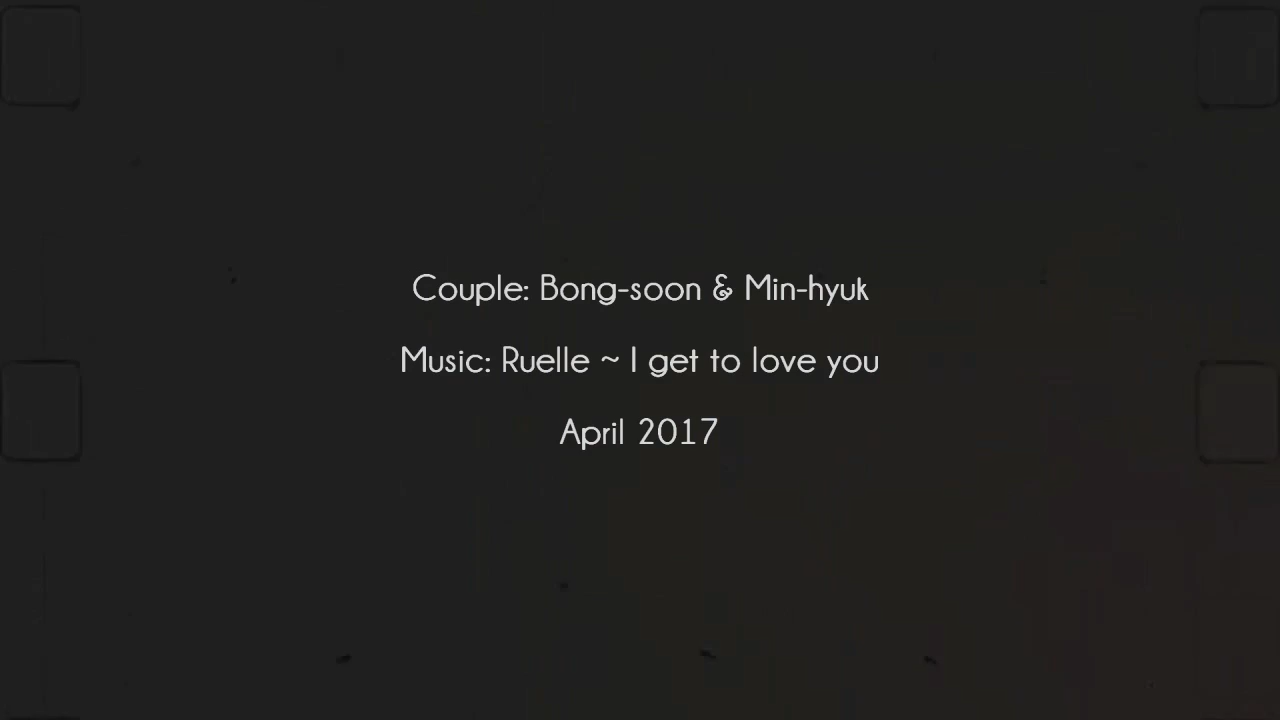 Couple: Bong-soon & Min-hyuk
Music: Ruelle ~ I get to love you
April 2017